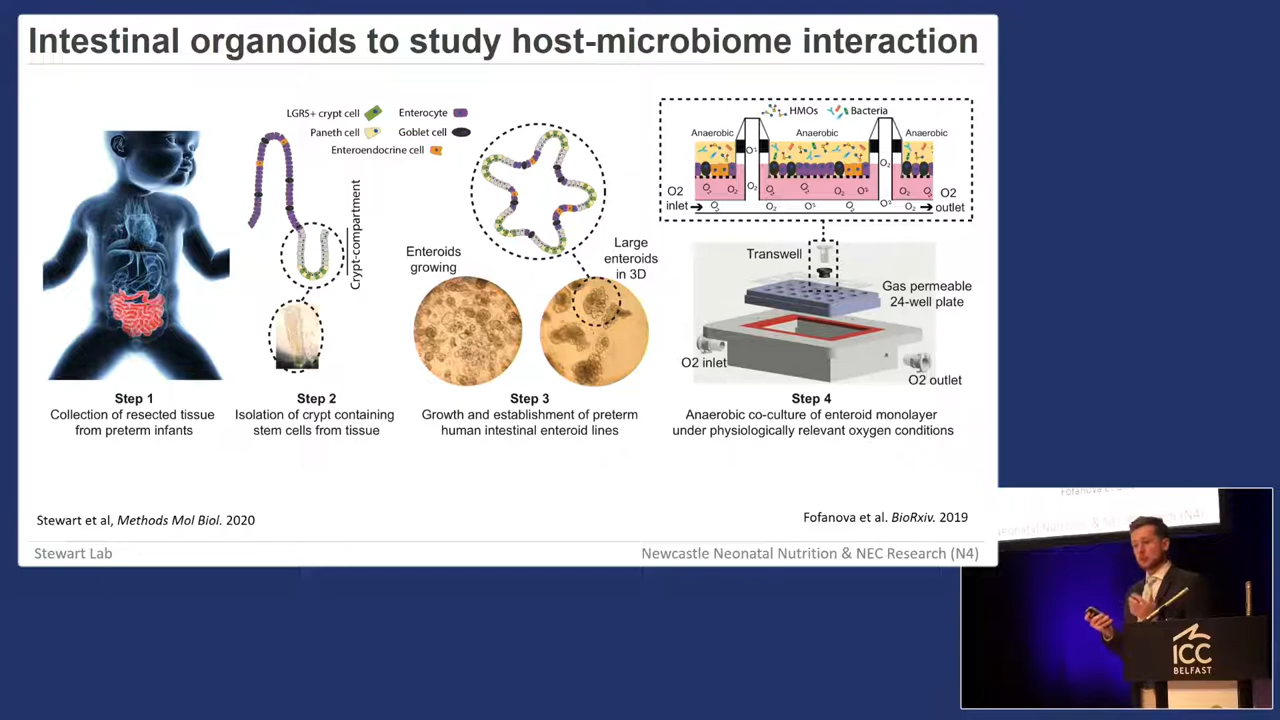 Intestinal organoids to study host-microbiome interaction
LGR5+ crypt cell
Enterocyte
Paneth cell
Goblet cell
Enteroendocrine cell
Crypt-compartment
Enteroids
growing
Large
enteroids
in 3D
HMOs
Bacteria
Anaerobic
Anaerobic
Anaerobic
O2
inlet
O2
outlet
Transwell
Gas permeable
24-well plate
O2 inlet
O2 outlet
Step 1
Collection of resected tissue
from preterm infants
Step 2
Isolation of crypt containing
stem cells from tissue
Step 3
Growth and establishment of preterm
human intestinal enteroid lines
Step 4
Anaerobic co-culture of enteroid monolayer
under physiologically relevant oxygen conditions
Stewart et al, Methods Mol Biol. 2020
Fofanova et al. BioRxiv. 2019
Stewart Lab
Newcastle Neonatal Nutrition & NEC Research (N4)
ICC
BELFAST